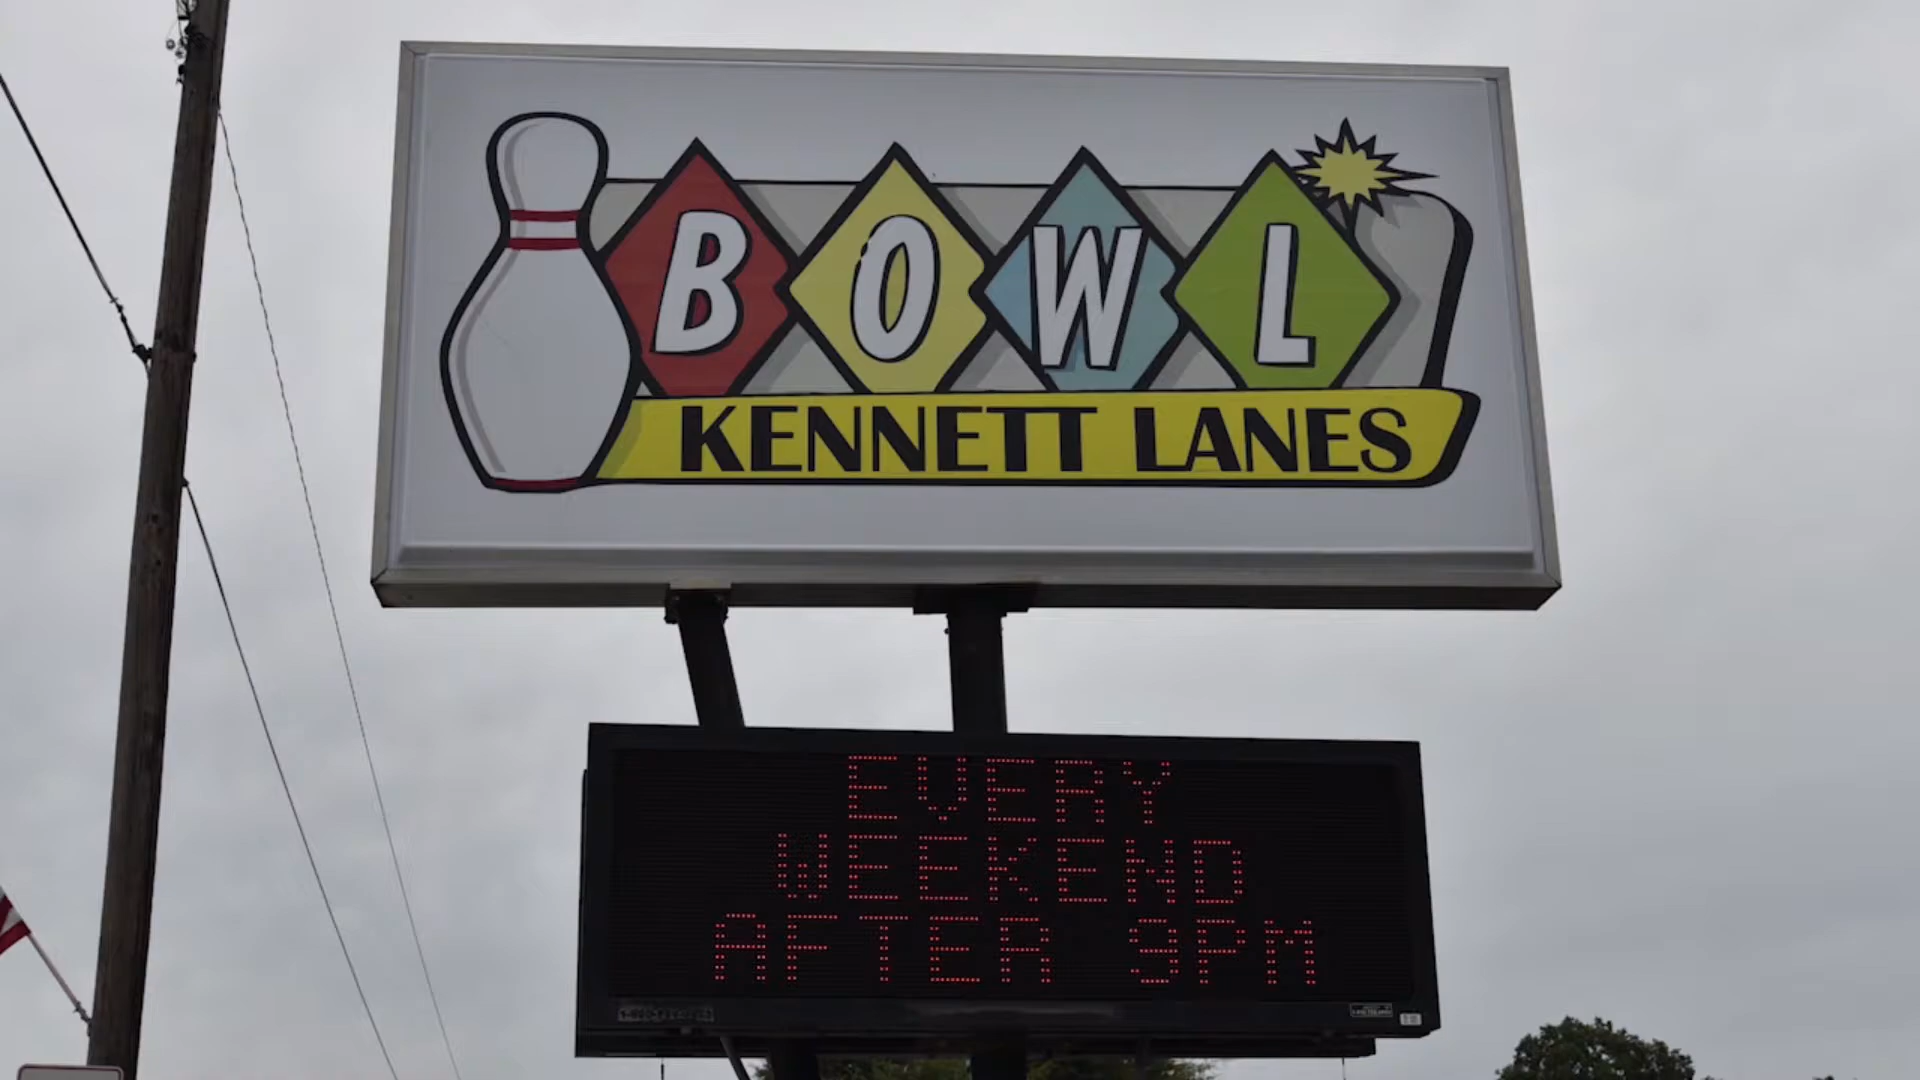 BOWL
KENNETT LANES
EVERY
WEEKEND
AFTER 9PM